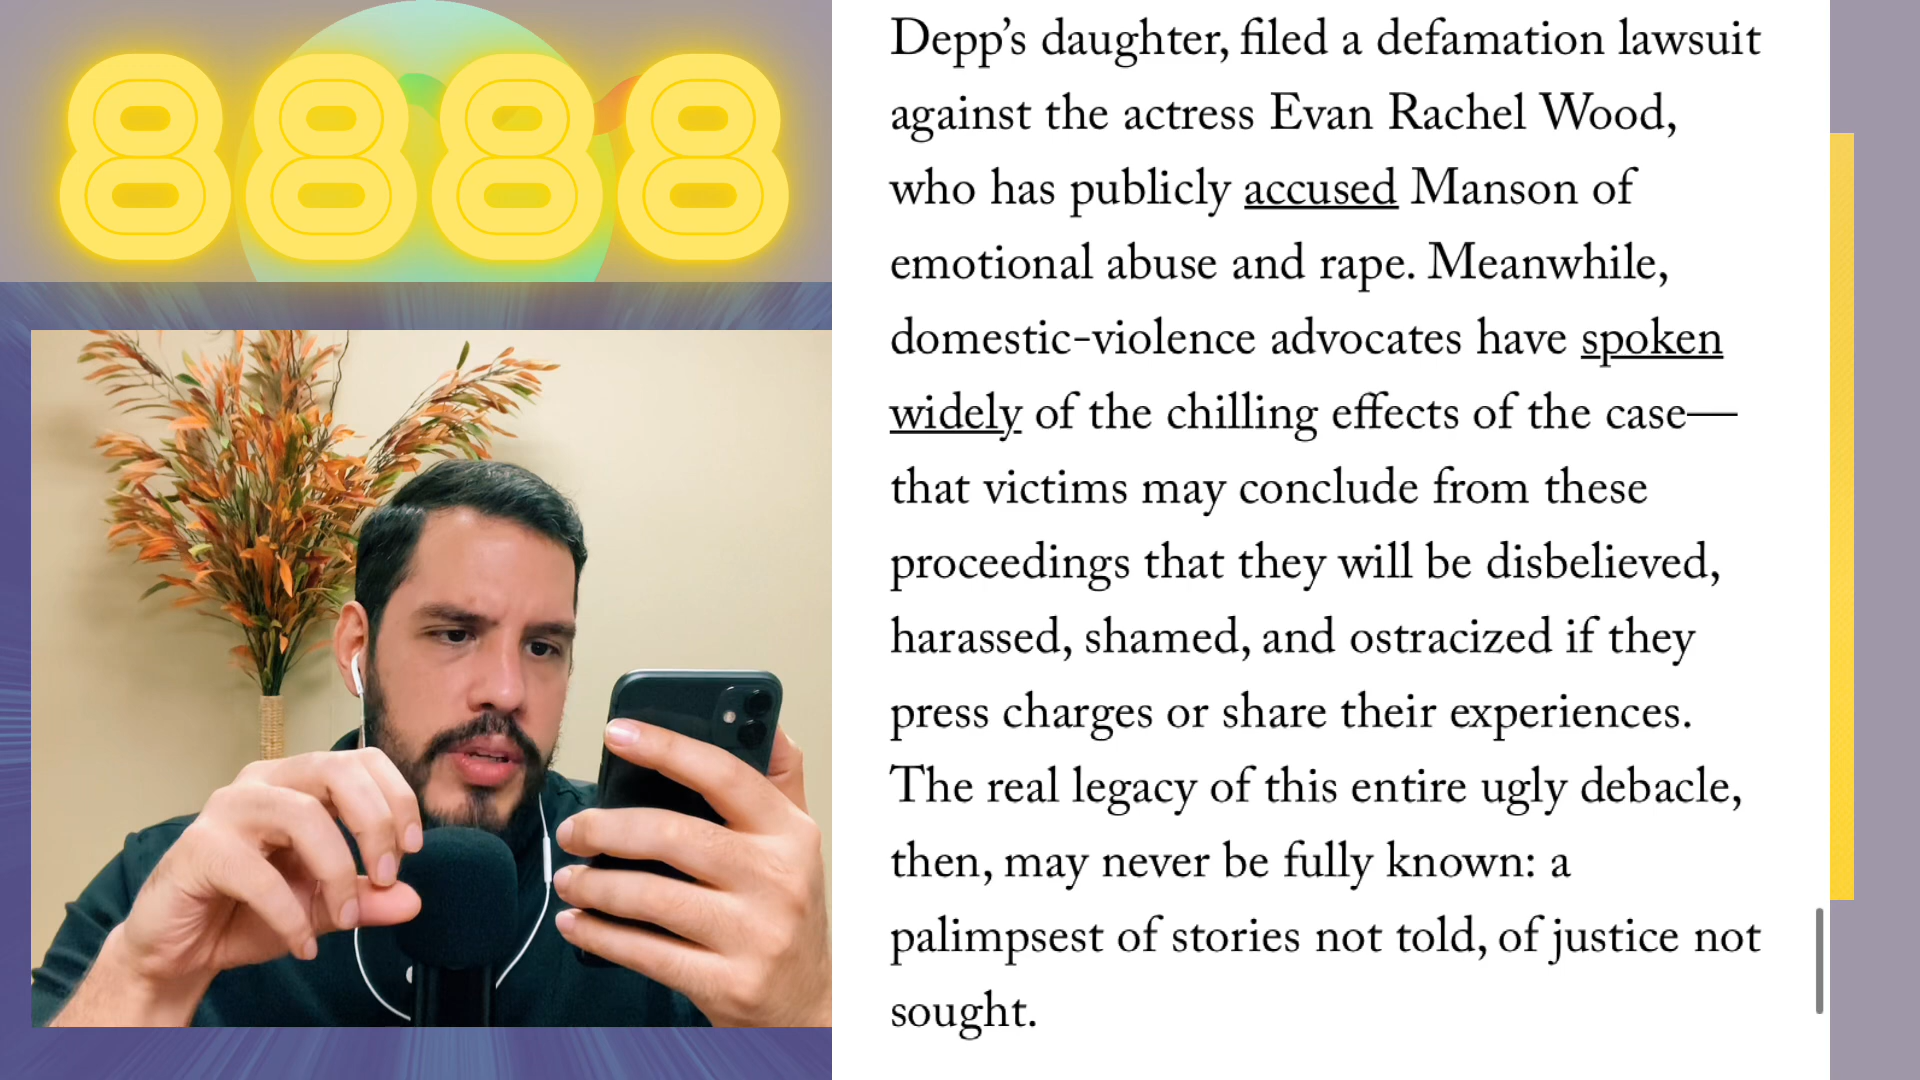 8888
Depp’s daughter, filed a defamation lawsuit
against the actress Evan Rachel Wood,
who has publicly accused Manson of
emotional abuse and rape. Meanwhile,
domestic-violence advocates have spoken
widely of the chilling effects of the case—
that victims may conclude from these
proceedings that they will be disbelieved,
harassed, shamed, and ostracized if they
press charges or share their experiences.
The real legacy of this entire ugly debacle,
then, may never be fully known: a
palimpsest of stories not told, of justice not
sought.